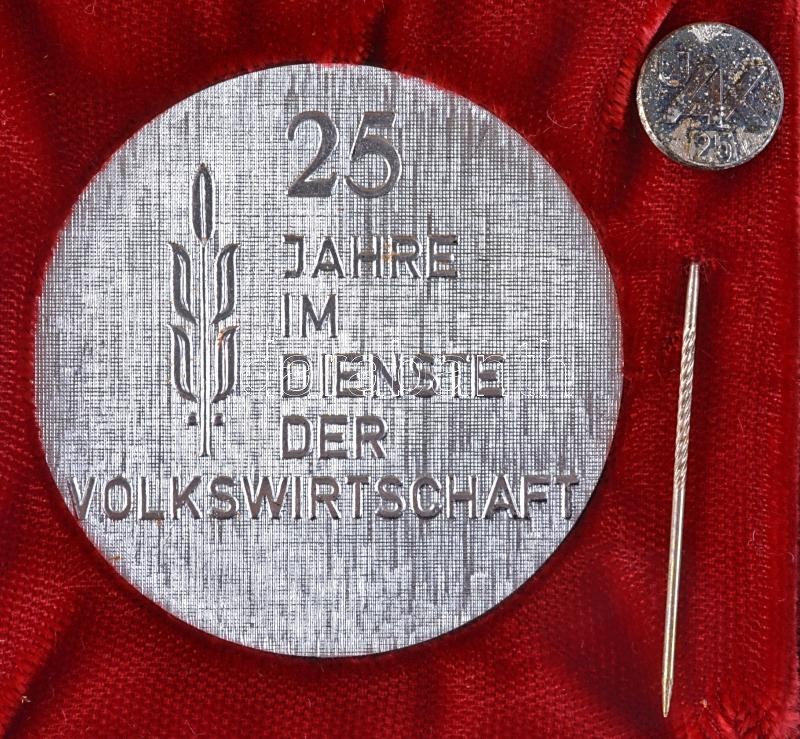 25
JAHRE
IM
DIENSTE
DER
VOLKSWIRTSCHAFT
25